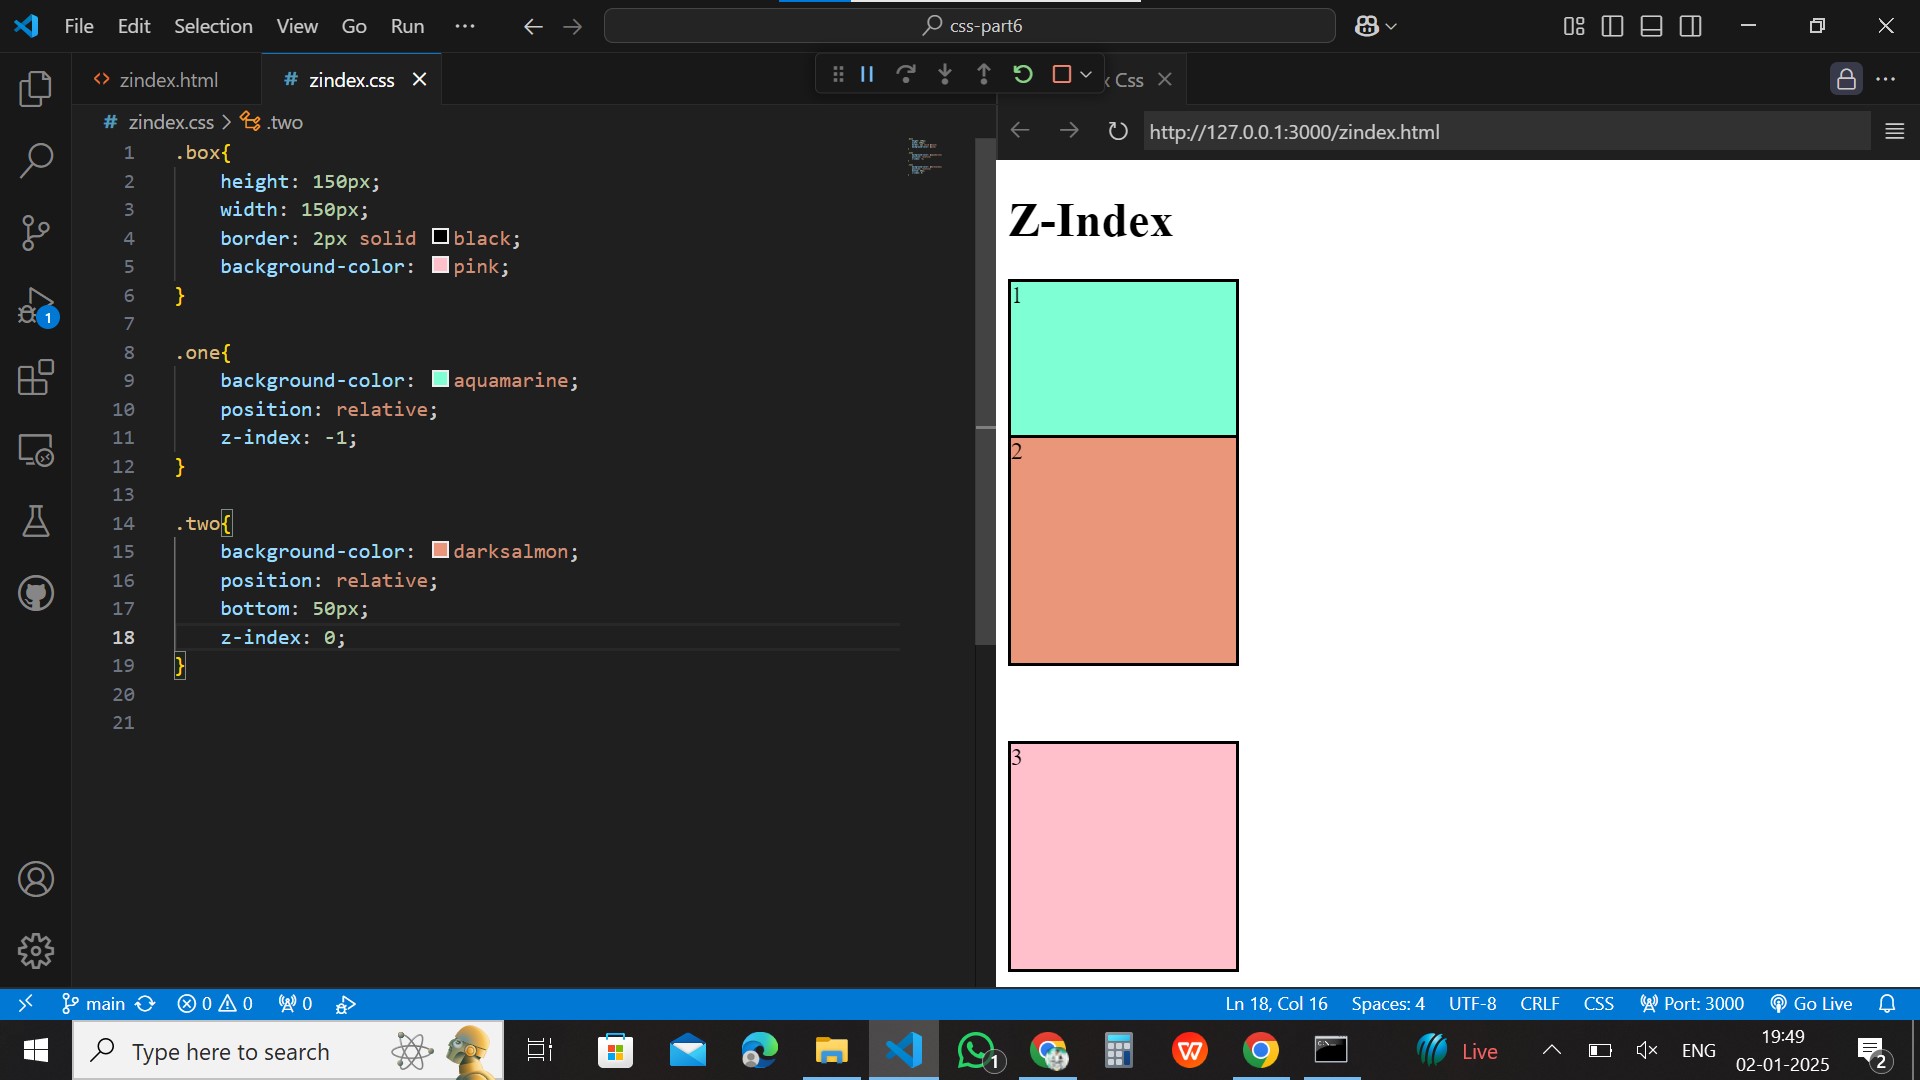 File Edit Selection View Go Run ··· css-part6
zindex.html # zindex.css Css
# zindex.css > .two
http://127.0.0.1:3000/zindex.html
1 .box{
2 height: 150px;
3 width: 150px;
4 border: 2px solid black;
5 background-color: pink;
6 }
7
8 .one{
9 background-color: aquamarine;
10 position: relative;
11 z-index: -1;
12 }
13
14 .two{
15 background-color: darksalmon;
16 position: relative;
17 bottom: 50px;
18 z-index: 0;
19 }
20
21
1
Z-Index
1
2
3
main 0 0 0 Ln 18, Col 16 Spaces: 4 UTF-8 CRLF CSS Port: 3000 Go Live
Type here to search 1 Live ENG 19:49
02-01-2025 2